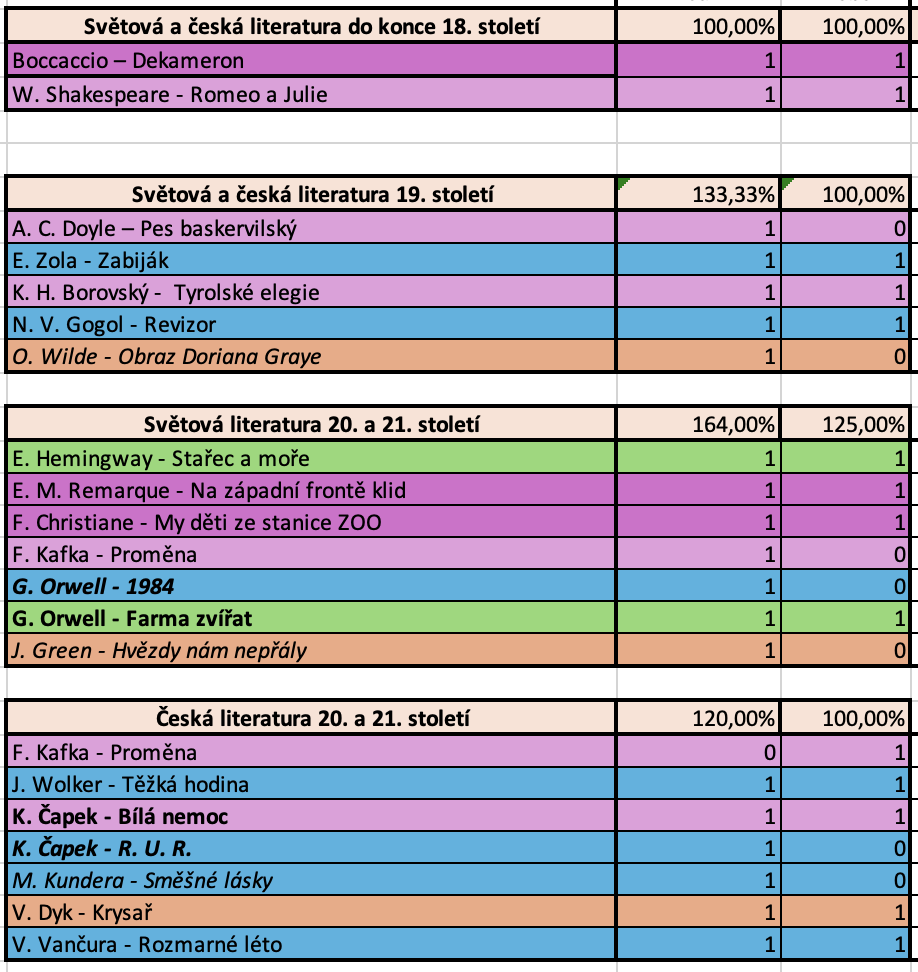 Světová a česká literatura do konce 18. století 100,00% 100,00%
Boccaccio – Dekameron 1 1
W. Shakespeare - Romeo a Julie 1 1
Světová a česká literatura 19. století 133,33% 100,00%
A. C. Doyle – Pes baskervilský 1 0
E. Zola - Zabiják 1 1
K. H. Borovský -  Tyrolské elegie 1 1
N. V. Gogol - Revizor 1 1
O. Wilde - Obraz Doriana Graye 1 0
Světová literatura 20. a 21. století 164,00% 125,00%
E. Hemingway - Stařec a moře 1 1
E. M. Remarque - Na západní frontě klid 1 1
F. Christiane - My děti ze stanice ZOO 1 1
F. Kafka - Proměna 1 0
G. Orwell - 1984 1 0
G. Orwell - Farma zvířat 1 1
J. Green - Hvězdy nám nepřály 1 0
Česká literatura 20. a 21. století 120,00% 100,00%
F. Kafka - Proměna 0 1
J. Wolker - Těžká hodina 1 1
K. Čapek - Bílá nemoc 1 1
K. Čapek - R. U. R. 1 0
M. Kundera - Směšné lásky 1 0
V. Dyk - Krysař 1 1
V. Vančura - Rozmarné léto 1 1